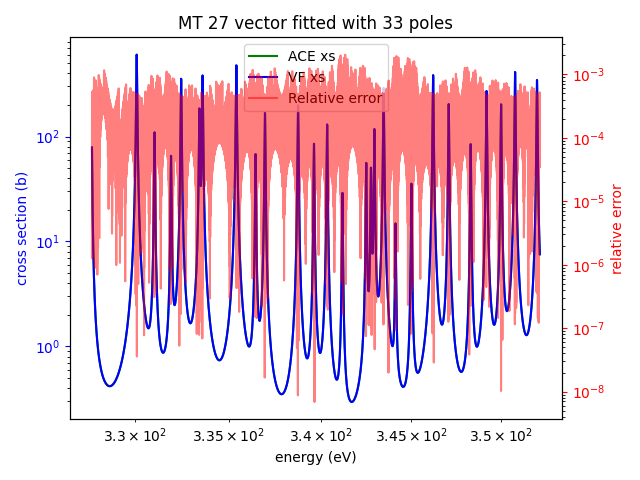 MT 27 vector fitted with 33 poles
ACE xs
VF xs
Relative error
cross section (b)
10²
10¹
10⁰
relative error
10⁻³
10⁻⁴
10⁻⁵
10⁻⁶
10⁻⁷
10⁻⁸
3.3 × 10² 3.35 × 10² 3.4 × 10² 3.45 × 10² 3.5 × 10²
energy (eV)